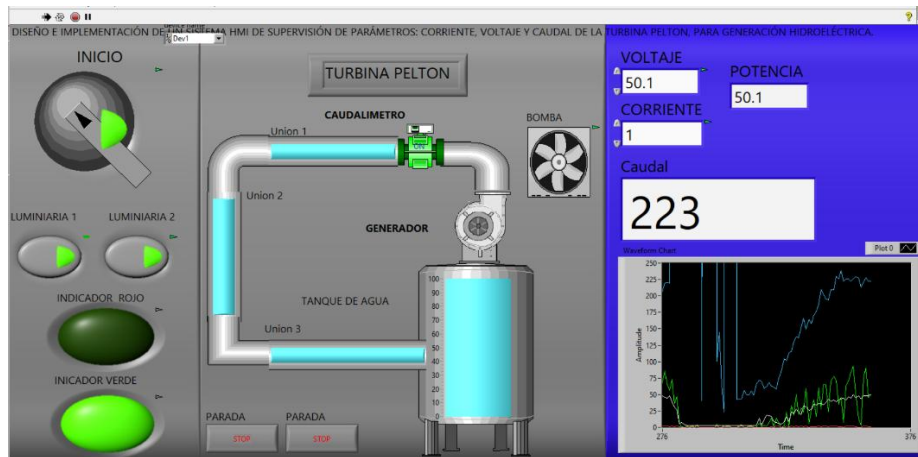 DISEÑO E IMPLEMENTACIÓN DE UN SISTEMA HMI DE SUPERVISIÓN DE PARÁMETROS: CORRIENTE, VOLTAJE Y CAUDAL DE LA TURBINA PELTON, PARA GENERACIÓN HIDROELÉCTRICA.
Dev1
INICIO
LUMINIARIA 1
LUMINIARIA 2
INDICADOR ROJO
INICADOR VERDE
TURBINA PELTON
CAUDALIMETRO
ON
Union 1
Union 2
BOMBA
GENERADOR
TANQUE DE AGUA
Union 3
100
90
80
70
60
50
40
30
20
10
0
PARADA
STOP
PARADA
STOP
VOLTAJE
50.1
POTENCIA
50.1
CORRIENTE
1
Caudal
223
Waveform Chart
Plot 0
Amplitude
250
225
200
175
150
125
100
75
50
25
0
276
376
Time